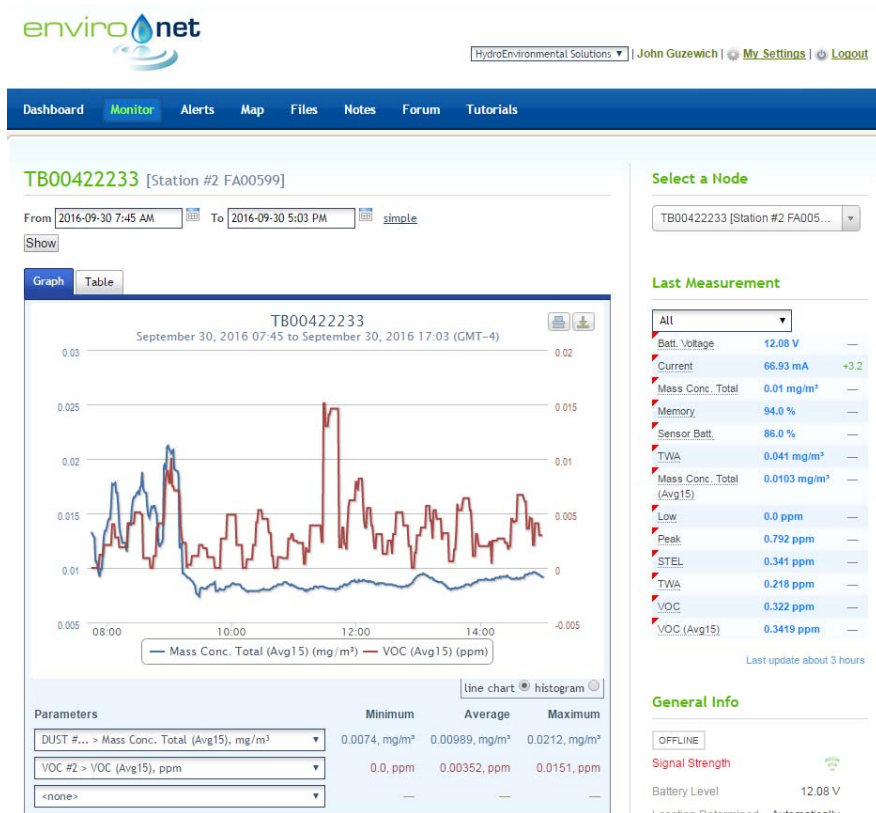 environet
HydroEnvironmental Solutions | John Guzewich | My Settings | Logout
Dashboard Monitor Alerts Map Files Notes Forum Tutorials
TB00422233 [Station #2 FA00599]
From 2016-09-30 7:45 AM To 2016-09-30 5:03 PM simple
Show
Graph Table
TB00422233
September 30, 2016 07:45 to September 30, 2016 17:03 (GMT-4)
0.03 0.02
0.025 0.015
0.02 0.01
0.015 0.005
0.01 0
0.005 -0.005
08:00 10:00 12:00 14:00
Mass Conc. Total (Avg15) (mg/m³) VOC (Avg15) (ppm)
line chart histogram
Parameters Minimum Average Maximum
DUST #... > Mass Conc. Total (Avg15), mg/m³ 0.0074, mg/m³ 0.00989, mg/m³ 0.0212, mg/m³
VOC #2 > VOC (Avg15), ppm 0.0, ppm 0.00352, ppm 0.0151, ppm
<none> — — —
Select a Node
TB00422233 [Station #2 FA005...
Last Measurement
All
Batt. Voltage 12.08 V —
Current 66.93 mA +3.2
Mass Conc. Total 0.01 mg/m³ —
Memory 94.0 % —
Sensor Batt. 86.0 % —
TWA 0.041 mg/m³ —
Mass Conc. Total 0.0103 mg/m³ —
(Avg15)
Low 0.0 ppm —
Peak 0.792 ppm —
STEL 0.341 ppm —
TWA 0.218 ppm —
VOC 0.322 ppm —
VOC (Avg15) 0.3419 ppm —
Last update about 3 hours
General Info
OFFLINE
Signal Strength
Battery Level 12.08 V
Location Determined Automatically